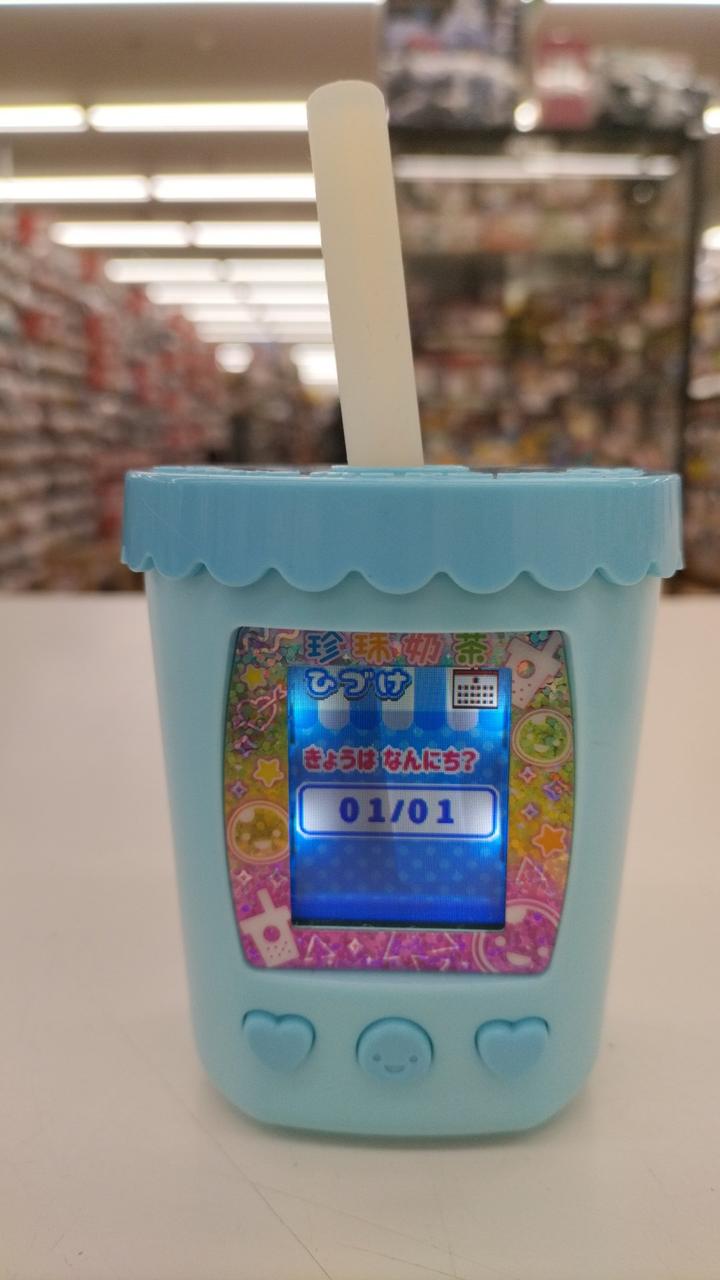 珍珠奶茶
ひづけ
きょうは なんにち?
01/01